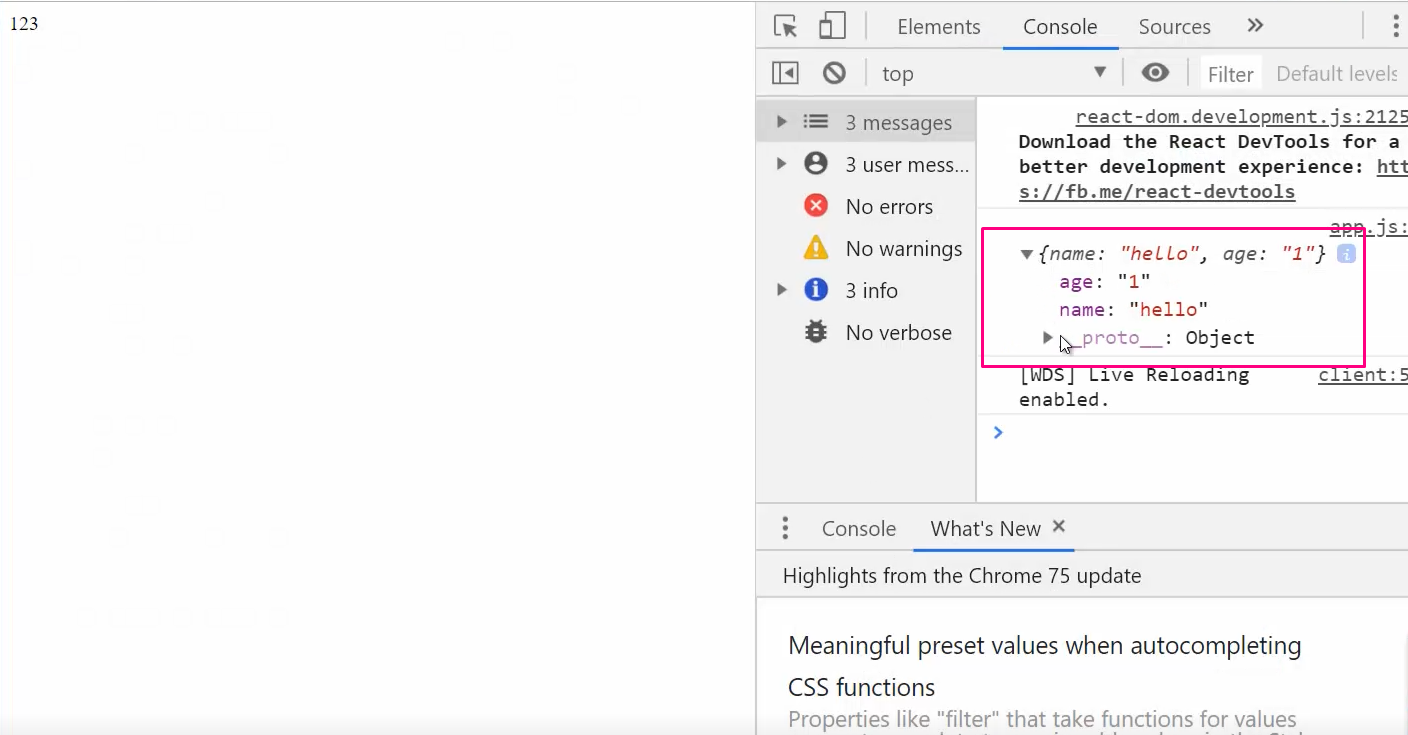 123
Elements Console Sources »
top Filter Default levels
3 messages
3 user mess...
No errors
No warnings
3 info
No verbose
react-dom.development.js:2125
Download the React DevTools for a
better development experience: htt
s://fb.me/react-devtools
app.js:
{name: "hello", age: "1"} i
age: "1"
name: "hello"
__proto__: Object
[WDS] Live Reloading client:5
enabled.
Console What's New ×
Highlights from the Chrome 75 update
Meaningful preset values when autocompleting
CSS functions
Properties like "filter" that take functions for values